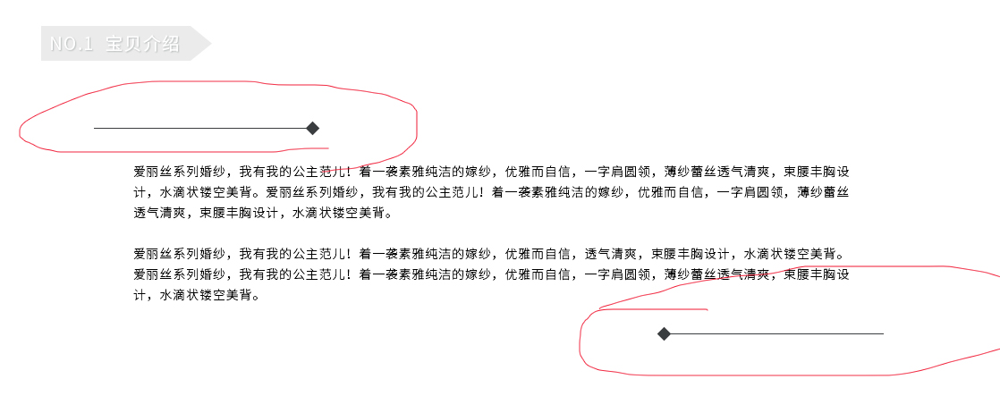 NO.1 宝贝介绍
爱丽丝系列婚纱，我有我的公主范儿！着一袭素雅纯洁的嫁纱，优雅而自信，一字肩圆领，薄纱蕾丝透气清爽，束腰丰胸设
计，水滴状镂空美背。爱丽丝系列婚纱，我有我的公主范儿！着一袭素雅纯洁的嫁纱，优雅而自信，一字肩圆领，薄纱蕾丝
透气清爽，束腰丰胸设计，水滴状镂空美背。
爱丽丝系列婚纱，我有我的公主范儿！着一袭素雅纯洁的嫁纱，优雅而自信，透气清爽，束腰丰胸设计，水滴状镂空美背。
爱丽丝系列婚纱，我有我的公主范儿！着一袭素雅纯洁的嫁纱，优雅而自信，一字肩圆领，薄纱蕾丝透气清爽，束腰丰胸设
计，水滴状镂空美背。